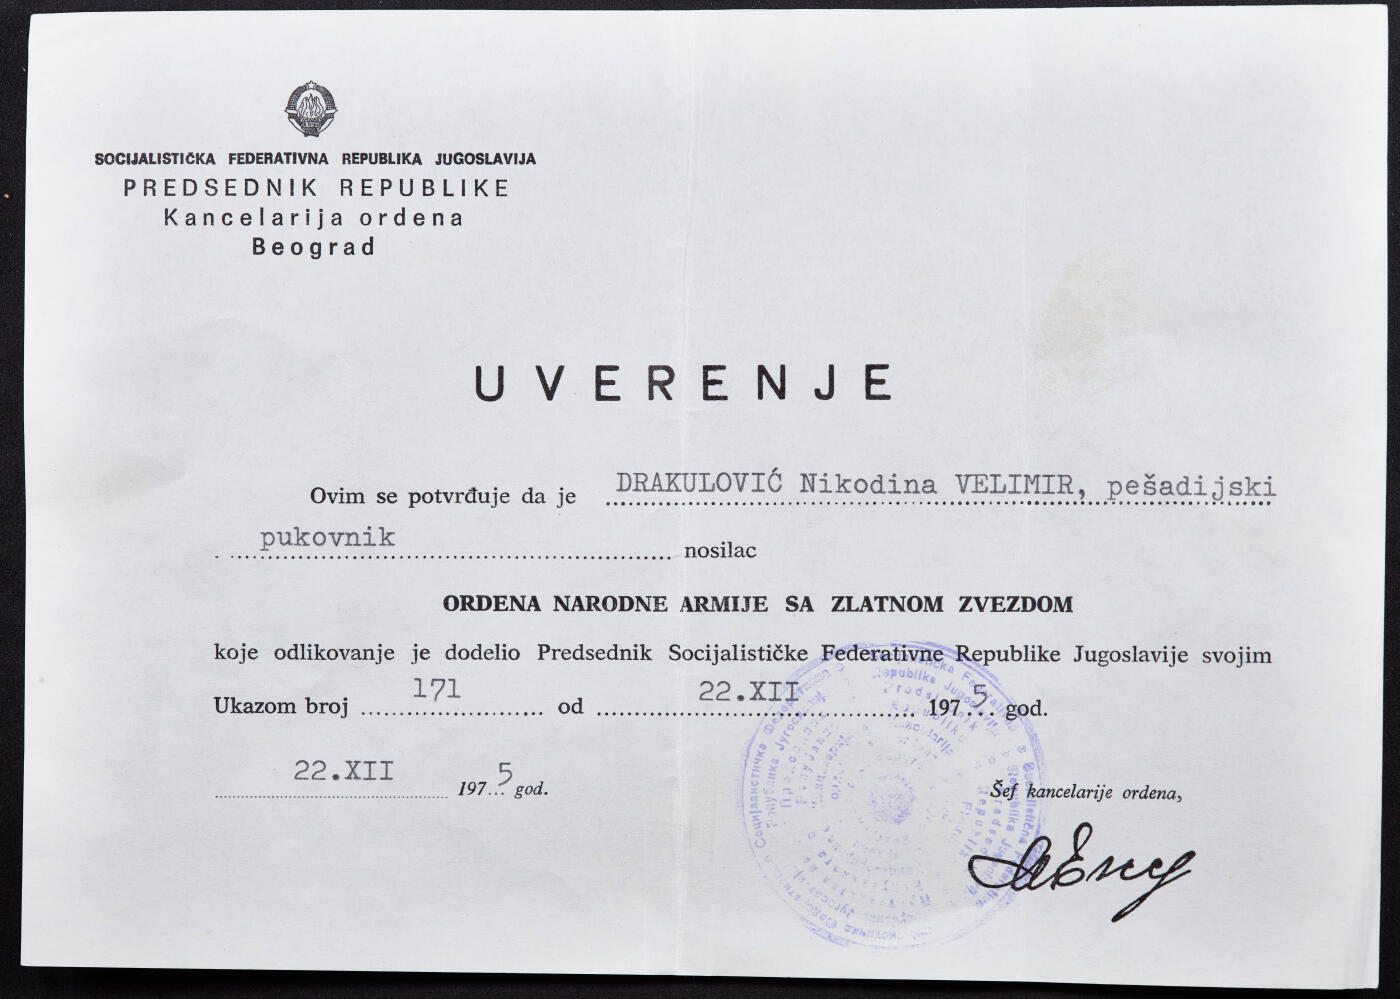 SOCIJALISTIČKA FEDERATIVNA REPUBLIKA JUGOSLAVIJA
PREDSEDNIK REPUBLIKE
Kancelarija ordena
Beograd
UVERENJE
Ovim se potvrđuje da je DRAKULOVIĆ Nikodina VELIMIR, pešadijski
pukovnik nosilac
ORDENA NARODNE ARMIJE SA ZLATNOM ZVEZDOM
koje odlikovanje je dodelio Predsednik Socijalističke Federativne Republike Jugoslavije svojim
Ukazom broj 171 od 22.XII 1975 god.
22.XII 1975 god.
Šef kancelarije ordena,